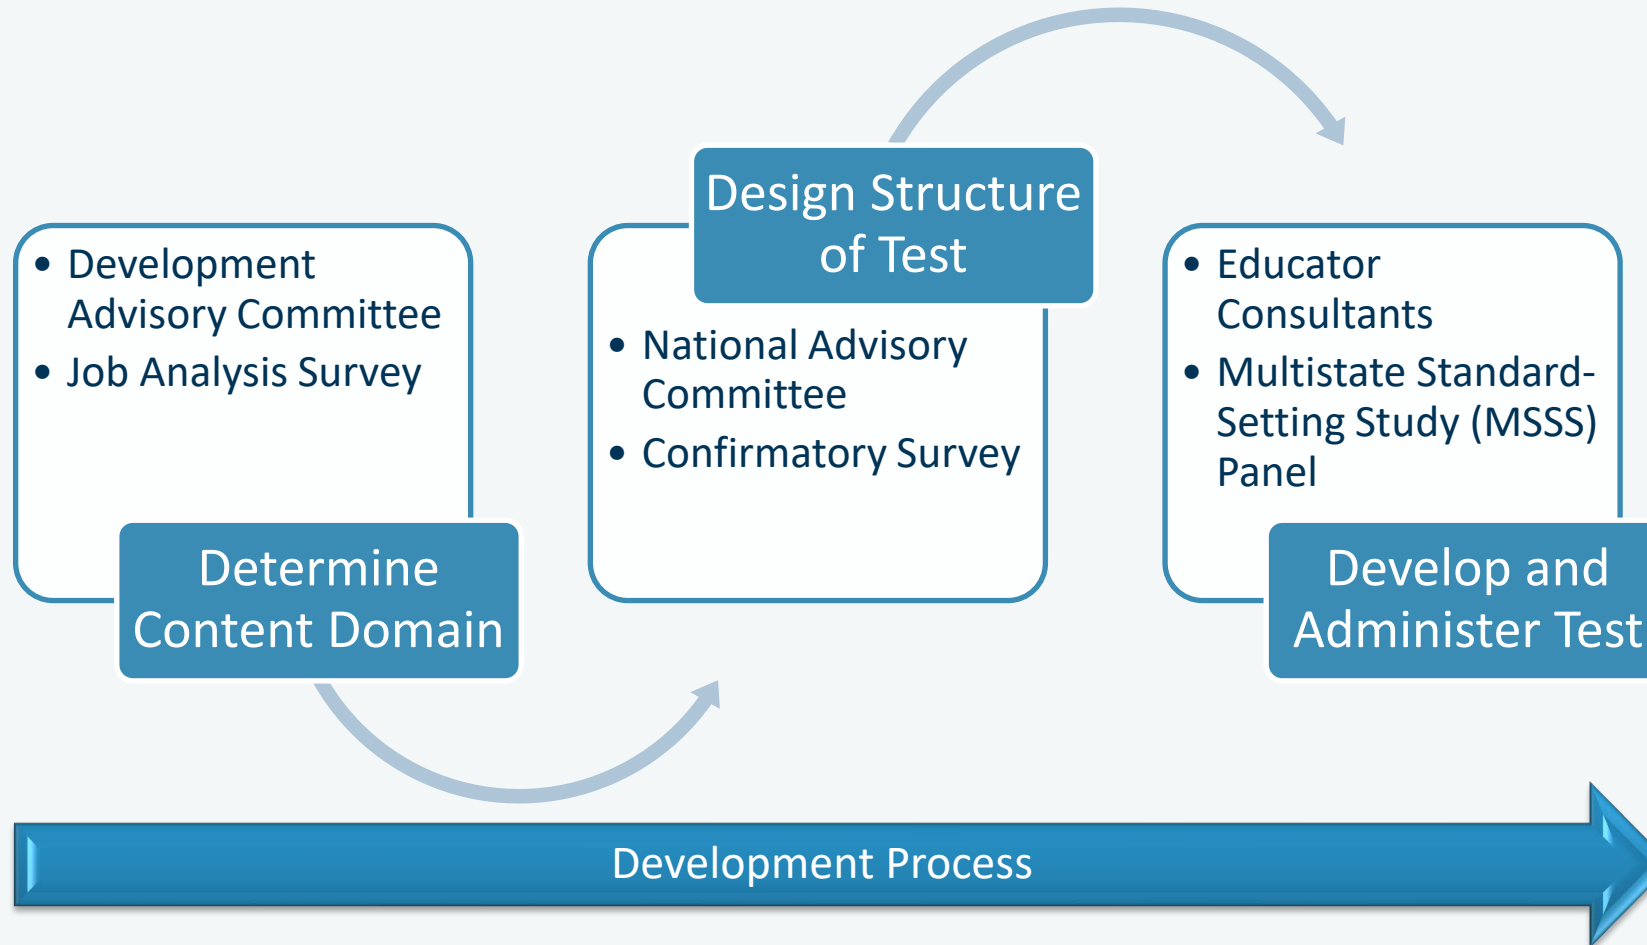 • Development
Advisory Committee
• Job Analysis Survey
Determine
Content Domain
Design Structure
of Test
• National Advisory
Committee
• Confirmatory Survey
• Educator
Consultants
• Multistate Standard-
Setting Study (MSSS)
Panel
Develop and
Administer Test
Development Process